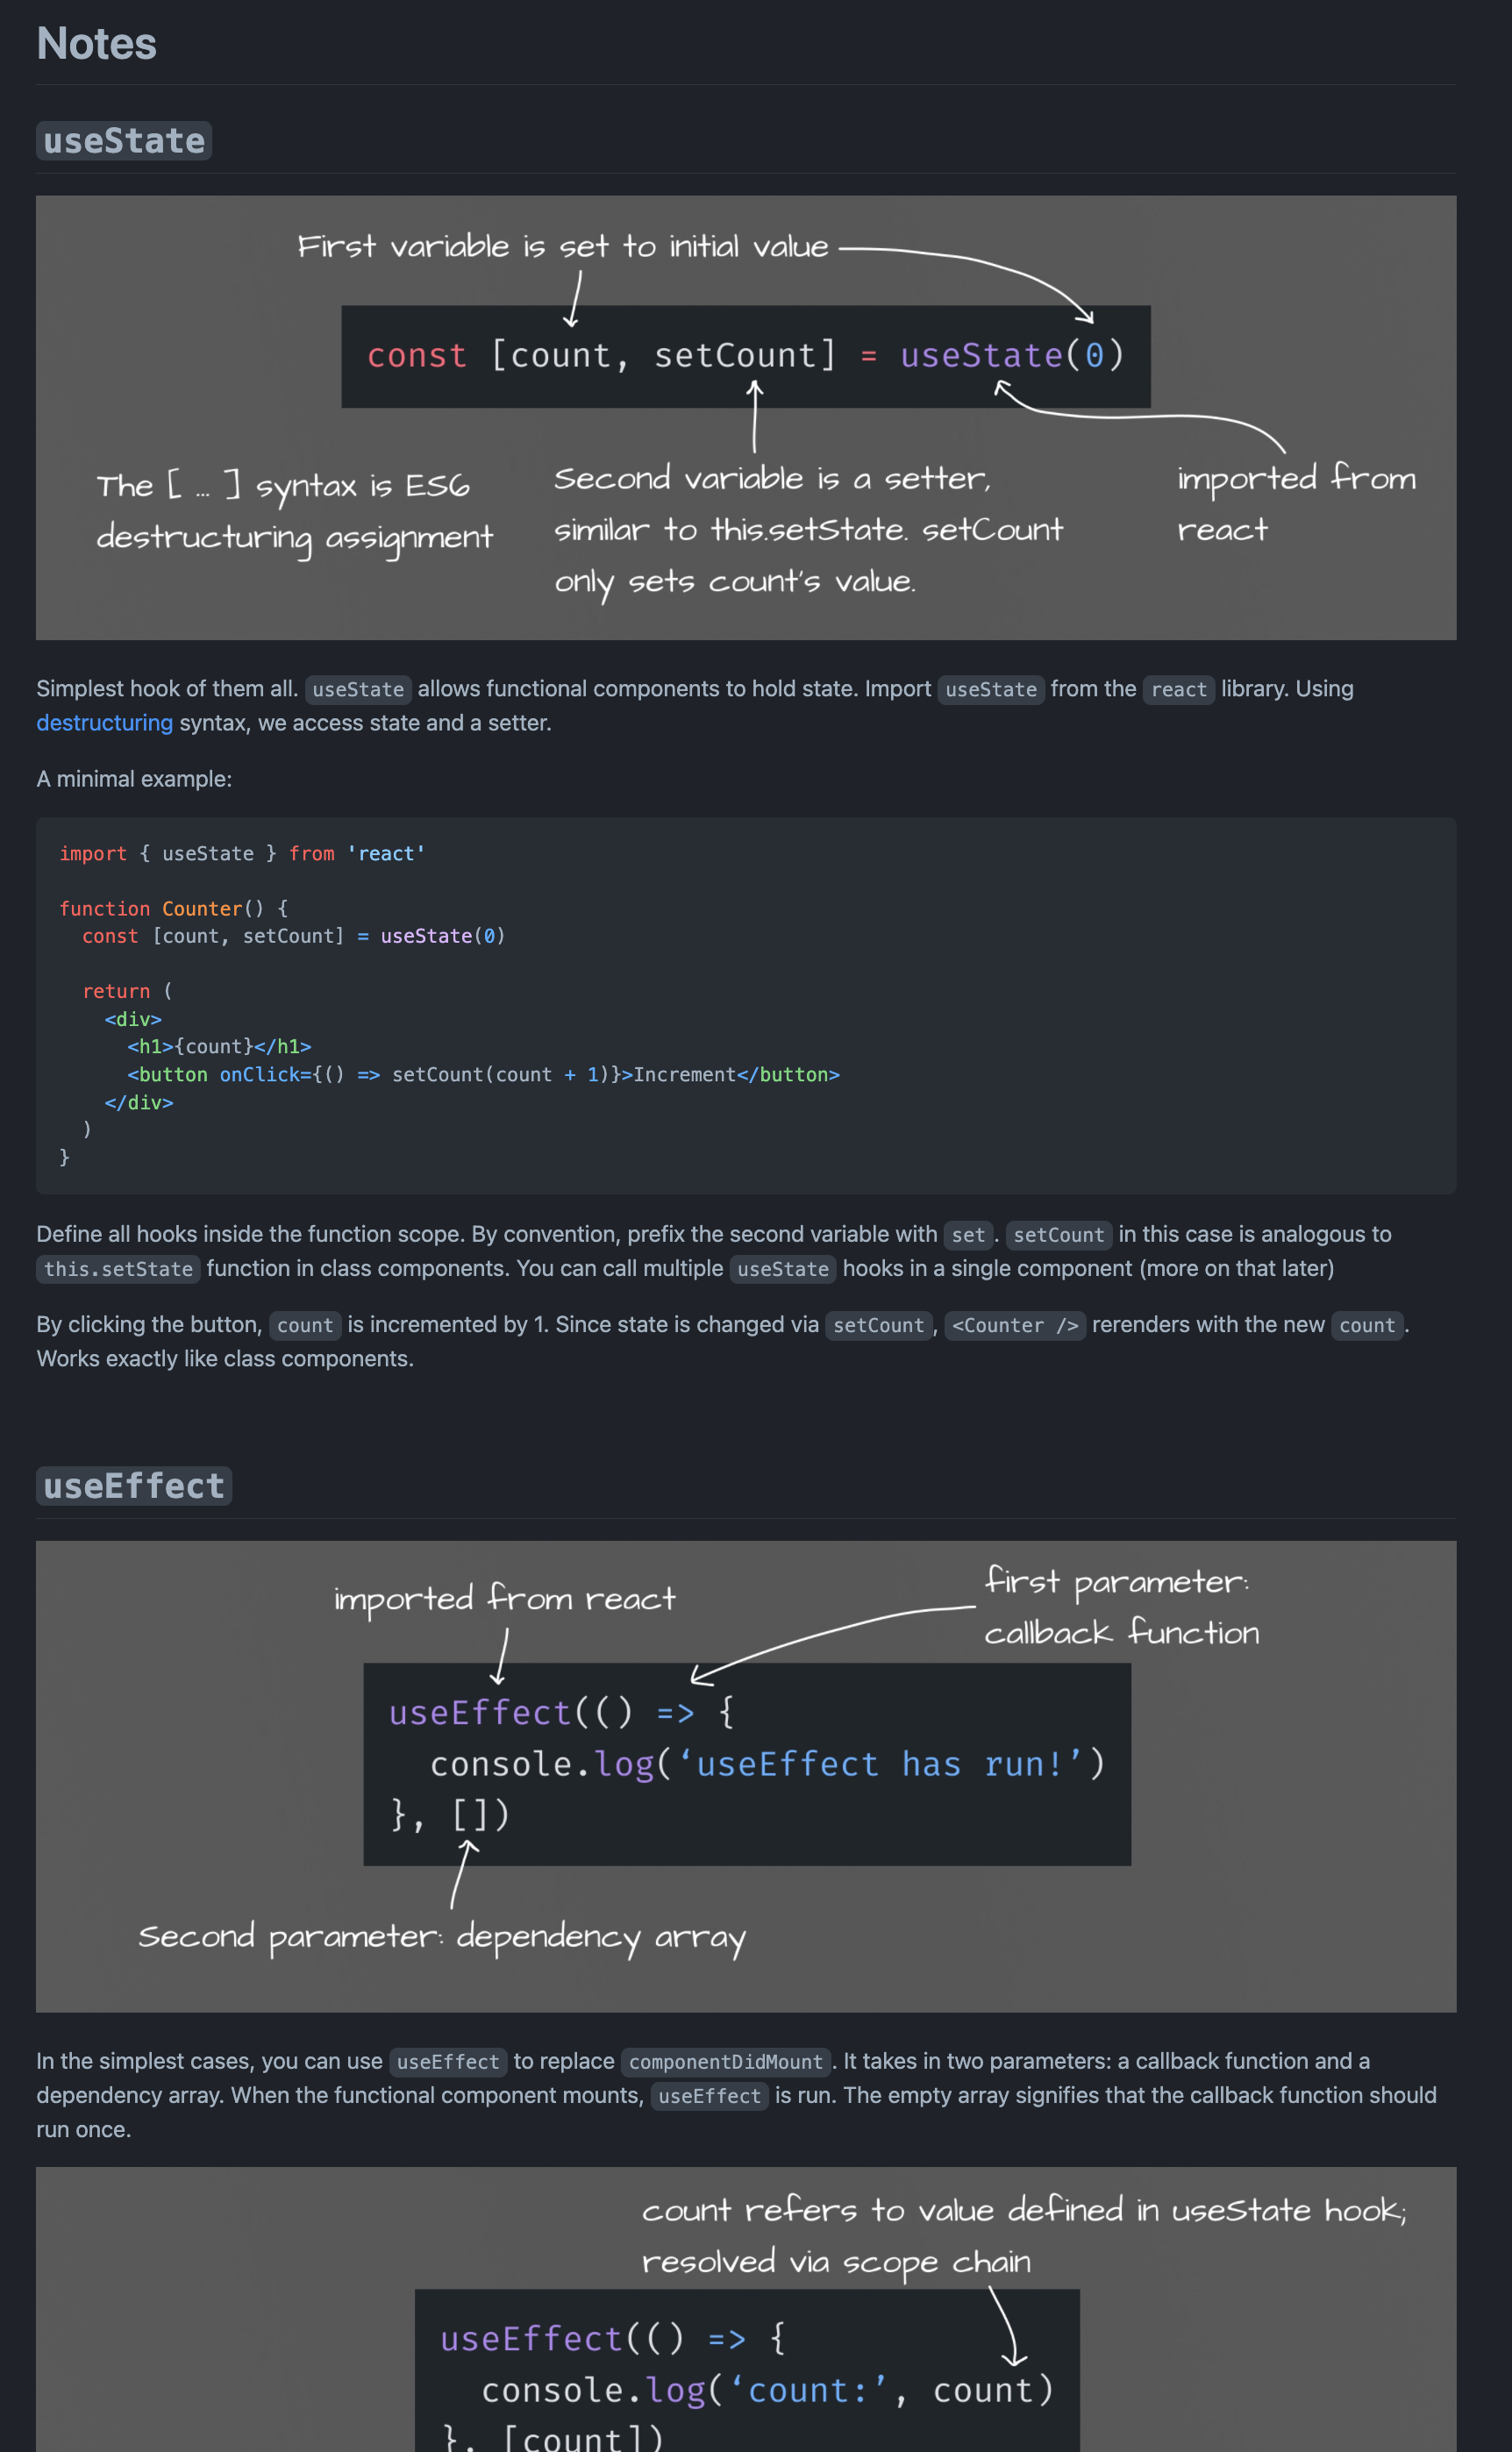 Notes
useState
First variable is set to initial value
const [count, setCount] = useState(0)
The [ ... ] syntax is ES6
destructuring assignment
Second variable is a setter,
similar to this.setState. setCount
only sets count's value.
imported from
react
Simplest hook of them all. useState allows functional components to hold state. Import useState from the react library. Using
destructuring syntax, we access state and a setter.
A minimal example:
import { useState } from 'react'
function Counter() {
  const [count, setCount] = useState(0)
  return (
    <div>
      <h1>{count}</h1>
      <button onClick={() => setCount(count + 1)}>Increment</button>
    </div>
  )
}
Define all hooks inside the function scope. By convention, prefix the second variable with set. setCount in this case is analogous to
this.setState function in class components. You can call multiple useState hooks in a single component (more on that later)
By clicking the button, count is incremented by 1. Since state is changed via setCount, <Counter /> rerenders with the new count.
Works exactly like class components.
useEffect
imported from react
first parameter:
callback function
useEffect(() => {
  console.log(‘useEffect has run!’)
}, [])
Second parameter: dependency array
In the simplest cases, you can use useEffect to replace componentDidMount. It takes in two parameters: a callback function and a
dependency array. When the functional component mounts, useEffect is run. The empty array signifies that the callback function should
run once.
count refers to value defined in useState hook;
resolved via scope chain
useEffect(() => {
  console.log(‘count:’, count)
}, [count])